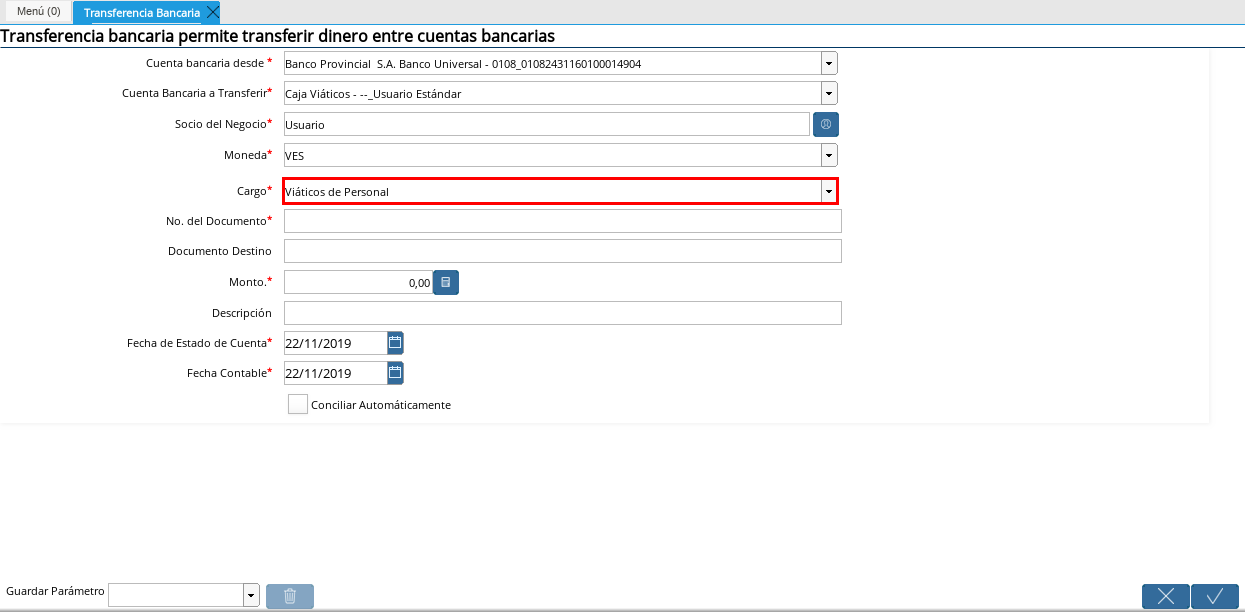 Menú (0) Transferencia Bancaria
Transferencia bancaria permite transferir dinero entre cuentas bancarias
Cuenta bancaria desde * Banco Provincial S.A. Banco Universal - 0108_01082431160100014904
Cuenta Bancaria a Transferir* Caja Viáticos - --_Usuario Estándar
Socio del Negocio* Usuario
Moneda* VES
Cargo* Viáticos de Personal
No. del Documento*
Documento Destino
Monto.* 0,00
Descripción
Fecha de Estado de Cuenta* 22/11/2019
Fecha Contable* 22/11/2019
Conciliar Automáticamente
Guardar Parámetro